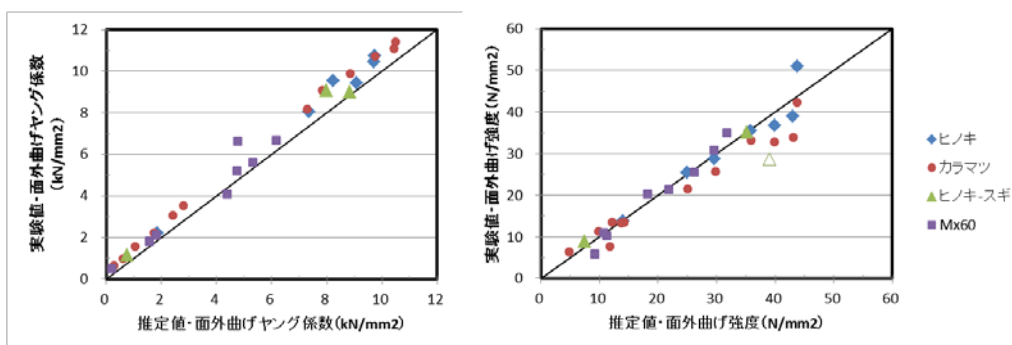 12
10
8
6
4
2
0
0 2 4 6 8 10 12
実験値・面外曲げヤング係数
(kN/mm2)
推定値・面外曲げヤング係数(kN/mm2)
60
50
40
30
20
10
0
0 10 20 30 40 50 60
実験値・面外曲げ強度(N/mm2)
推定値・面外曲げ強度(N/mm2)
ヒノキ
カラマツ
ヒノキ-スギ
Mx60